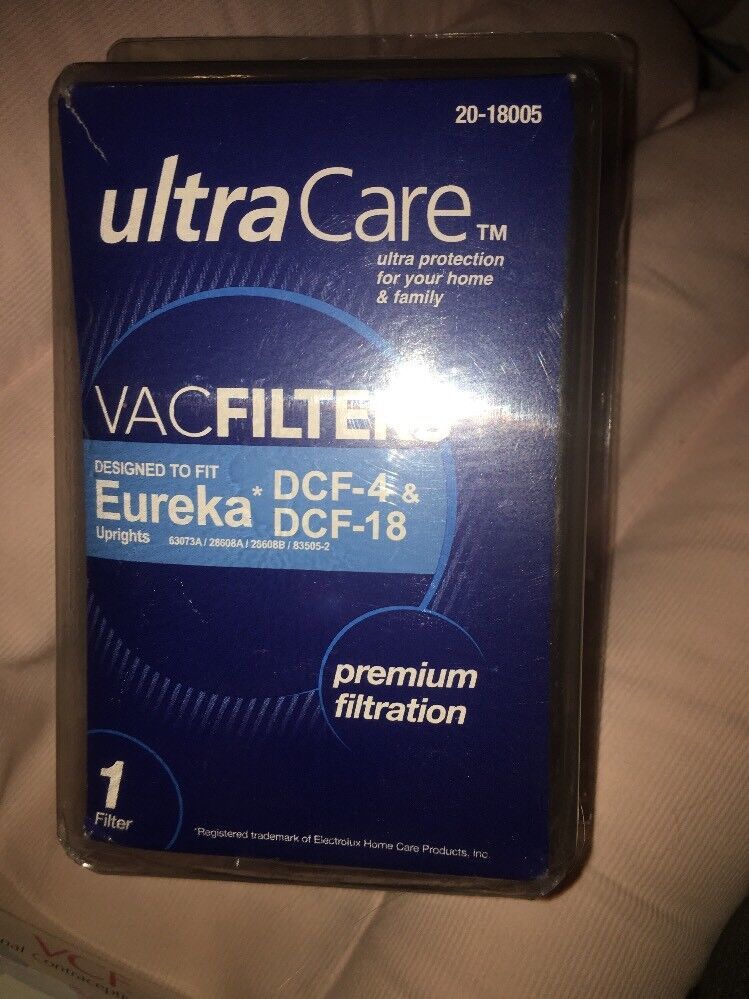 20-18005
ultraCare™
ultra protection
for your home
& family
VACFILTERS
DESIGNED TO FIT
Eureka* DCF-4 &
DCF-18
Uprights 63073A / 28608A / 28608B / 83505-2
premium
filtration
1
Filter
*Registered trademark of Electrolux Home Care Products, Inc.
VCF